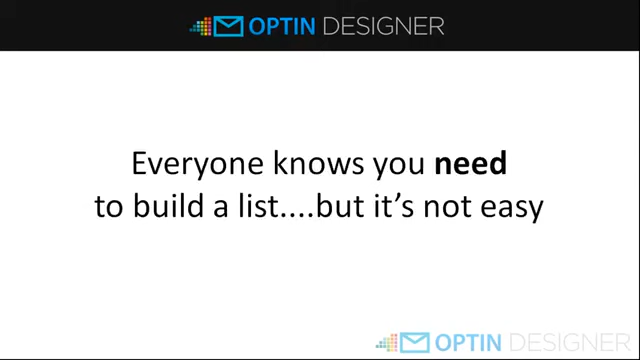 OPTIN DESIGNER
Everyone knows you need
to build a list....but it's not easy
OPTIN DESIGNER